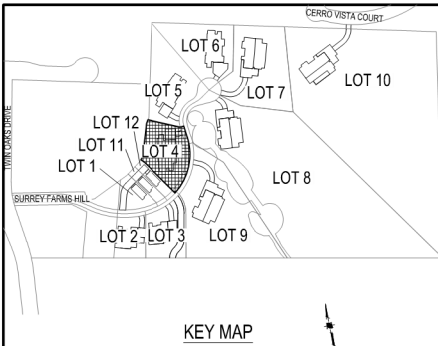 CERRO VISTA COURT
LOT 6
LOT 10
LOT 5
LOT 7
TWIN OAKS DRIVE
LOT 12
LOT 11
LOT 4
LOT 1
LOT 8
SURREY FARMS HILL
LOT 2
LOT 3
LOT 9
KEY MAP